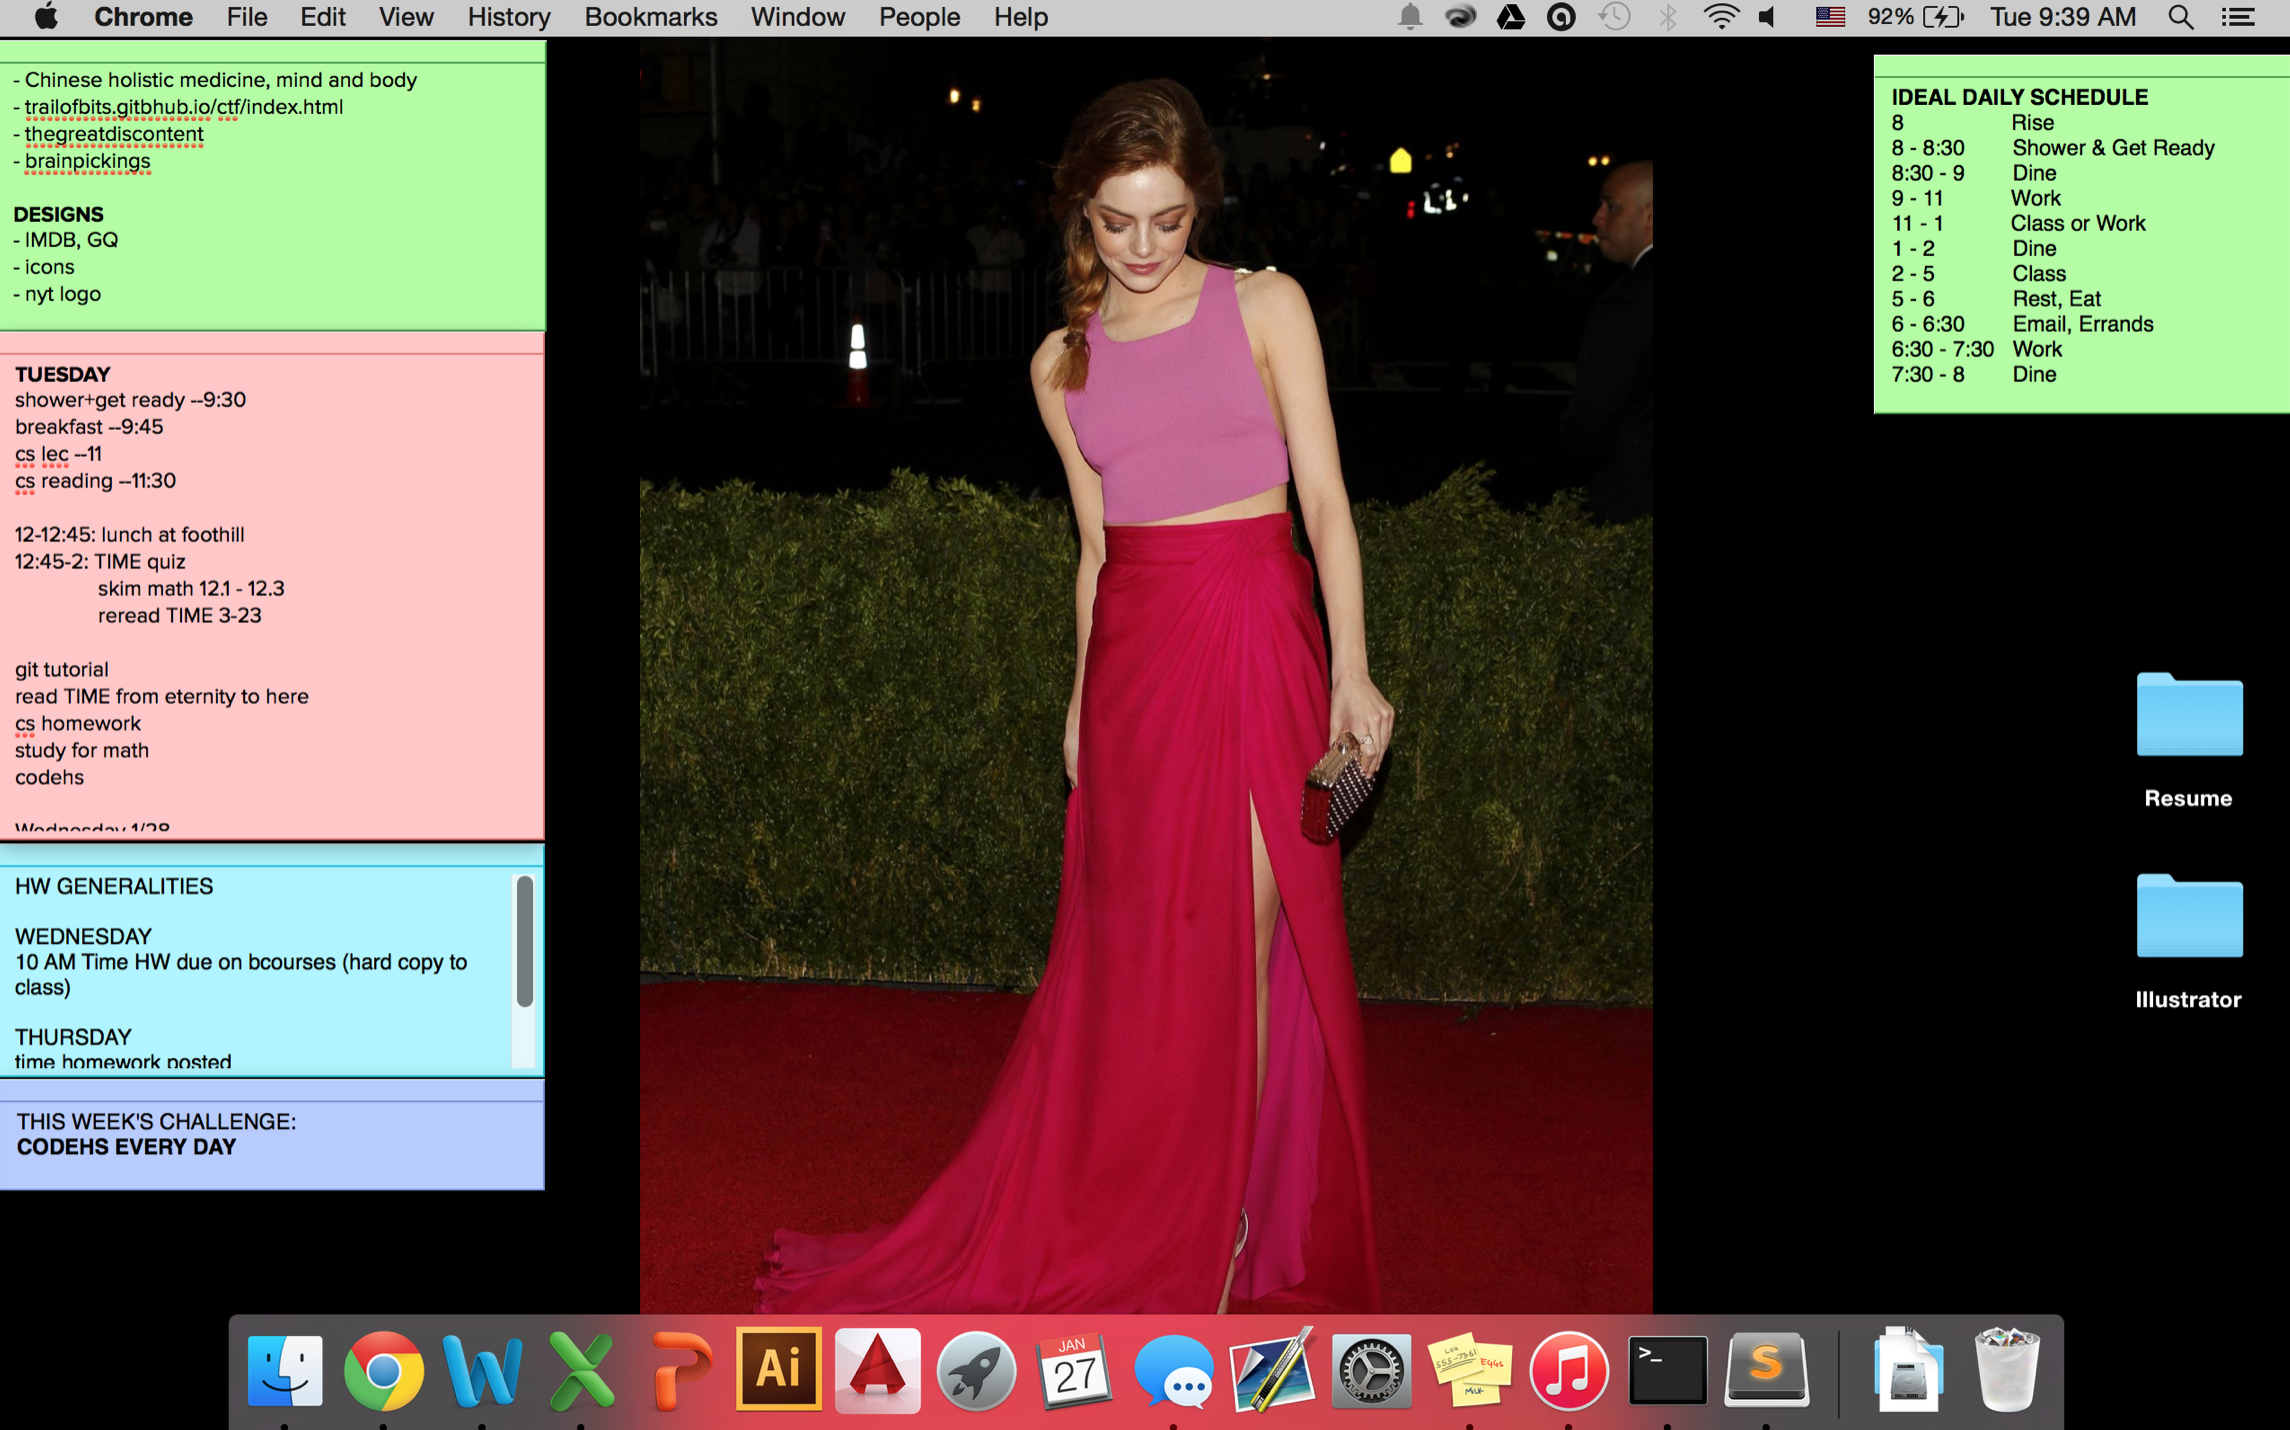 Chrome File Edit View History Bookmarks Window People Help 92% Tue 9:39 AM
- Chinese holistic medicine, mind and body
- trailofbits.gitbhub.io/ctf/index.html
- thegreatdiscontent
- brainpickings
DESIGNS
- IMDB, GQ
- icons
- nyt logo
TUESDAY
shower+get ready --9:30
breakfast --9:45
cs lec --11
cs reading --11:30
12-12:45: lunch at foothill
12:45-2: TIME quiz
skim math 12.1 - 12.3
reread TIME 3-23
git tutorial
read TIME from eternity to here
cs homework
study for math
codehs
Wednesday 1/28
HW GENERALITIES
WEDNESDAY
10 AM Time HW due on bcourses (hard copy to
class)
THURSDAY
time homework posted
THIS WEEK'S CHALLENGE:
CODEHS EVERY DAY
IDEAL DAILY SCHEDULE
8 Rise
8 - 8:30 Shower & Get Ready
8:30 - 9 Dine
9 - 11 Work
11 - 1 Class or Work
1 - 2 Dine
2 - 5 Class
5 - 6 Rest, Eat
6 - 6:30 Email, Errands
6:30 - 7:30 Work
7:30 - 8 Dine
Resume
Illustrator
Ai
JAN
27
Lou
555-7361
EGGS
MILK
>_
S